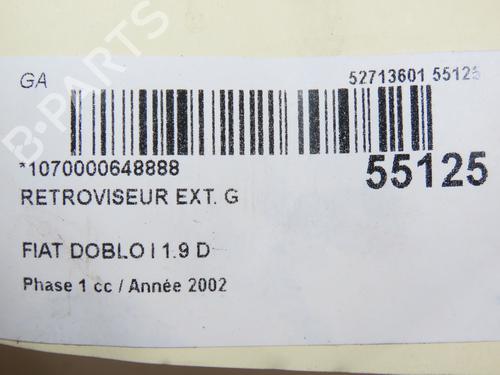 GA
52713601 55125
*1070000648888
55125
RETROVISEUR EXT. G
FIAT DOBLO I 1.9 D
Phase 1 cc / Année 2002
B-PARTS